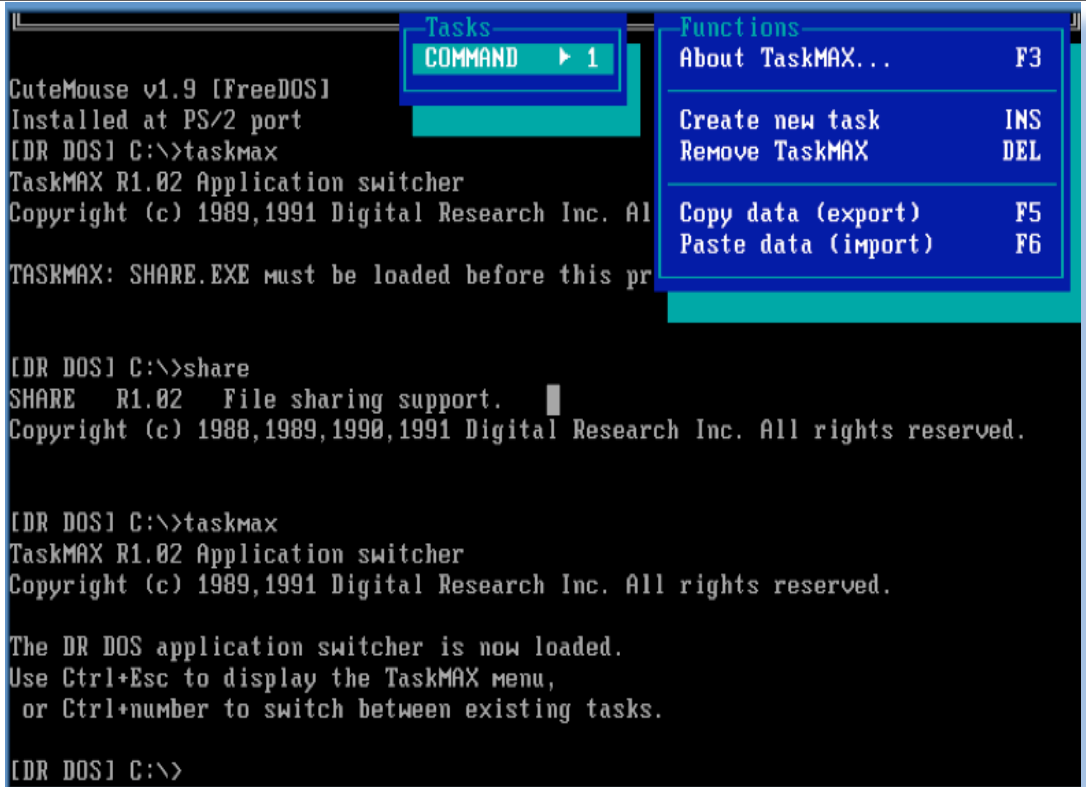 Tasks
COMMAND ► 1
Functions
About TaskMAX... F3
Create new task INS
Remove TaskMAX DEL
Copy data (export) F5
Paste data (import) F6
CuteMouse v1.9 [FreeDOS]
Installed at PS/2 port
[DR DOS] C:\>taskmax
TaskMAX R1.02 Application switcher
Copyright (c) 1989,1991 Digital Research Inc. Al
TASKMAX: SHARE.EXE must be loaded before this pr
[DR DOS] C:\>share
SHARE R1.02 File sharing support.
Copyright (c) 1988,1989,1990,1991 Digital Research Inc. All rights reserved.
[DR DOS] C:\>taskmax
TaskMAX R1.02 Application switcher
Copyright (c) 1989,1991 Digital Research Inc. All rights reserved.
The DR DOS application switcher is now loaded.
Use Ctrl+Esc to display the TaskMAX menu,
or Ctrl+number to switch between existing tasks.
[DR DOS] C:\>